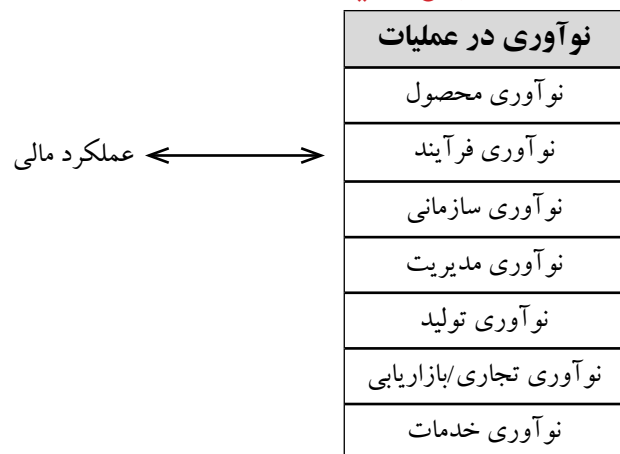 نوآوری در عملیات
نوآوری محصول
نوآوری فرآیند
عملکرد مالی
نوآوری سازمانی
نوآوری مدیریت
نوآوری تولید
نوآوری تجاری/بازاریابی
نوآوری خدمات